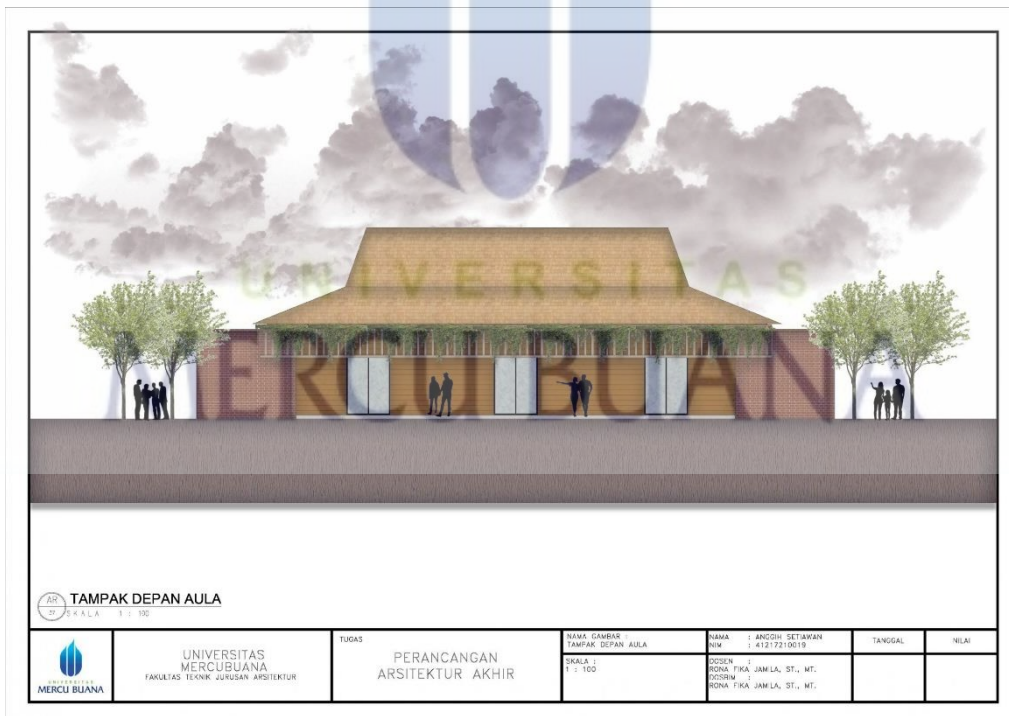 UNIVERSITAS
MERCU BUANA
AR
TAMPAK DEPAN AULA
SKALA 1 : 100
UNIVERSITAS
MERCU BUANA
UNIVERSITAS
MERCUBUANA
FAKULTAS TEKNIK JURUSAN ARSITEKTUR
TUGAS
PERANCANGAN
ARSITEKTUR AKHIR
NAMA GAMBAR :
TAMPAK DEPAN AULA
SKALA :
1 : 100
NAMA : ANGGIH SETIAWAN
NIM : 41217210019
DOSEN :
RONA FIKA JAMILA, ST., MT.
DOSBIM :
RONA FIKA JAMILA, ST., MT.
TANGGAL
NILAI